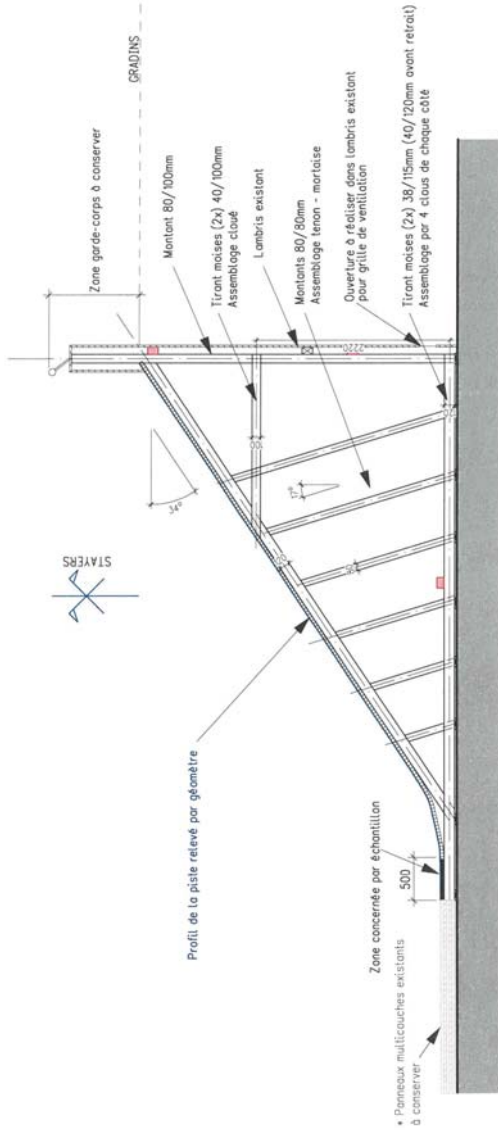 Zone garde-corps à conserver
GRADINS
Montant 80/100mm
Tirant moises (2x) 40/100mm
Assemblage cloué
Lambris existant
Montants 80/80mm
Assemblage tenon - mortaise
Ouverture à réaliser dans lambris existant
pour grille de ventilation
Tirant moises (2x) 38/115mm (40/120mm avant retrait)
Assemblage par 4 clous de chaque côté
STAYERS
34°
17°
2220
100
Profil de la piste relevé par géomètre
Zone concernée par échantillon
500
* Panneaux multicouches existants
à conserver